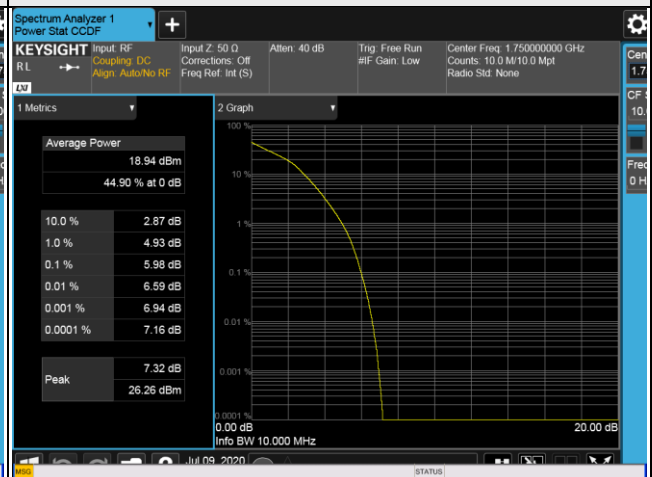 Spectrum Analyzer 1
Power Stat CCDF
+
KEYSIGHT
RL
LXI
Input: RF
Coupling: DC
Align: Auto/No RF
Input Z: 50 Ω
Corrections: Off
Freq Ref: Int (S)
Atten: 40 dB
Trig: Free Run
#IF Gain: Low
Center Freq: 1.750000000 GHz
Counts: 10.0 M/10.0 Mpt
Radio Std: None
1 Metrics
Average Power
18.94 dBm
44.90 % at 0 dB
10.0 % 2.87 dB
1.0 % 4.93 dB
0.1 % 5.98 dB
0.01 % 6.59 dB
0.001 % 6.94 dB
0.0001 % 7.16 dB
Peak
7.32 dB
26.26 dBm
2 Graph
100 %
10 %
1 %
0.1 %
0.01 %
0.001 %
0.0001 %
0.00 dB 20.00 dB
Info BW 10.000 MHz
Cen
1.7
CF S
10.0
Freq
0 H
Jul 09, 2020
MSG STATUS